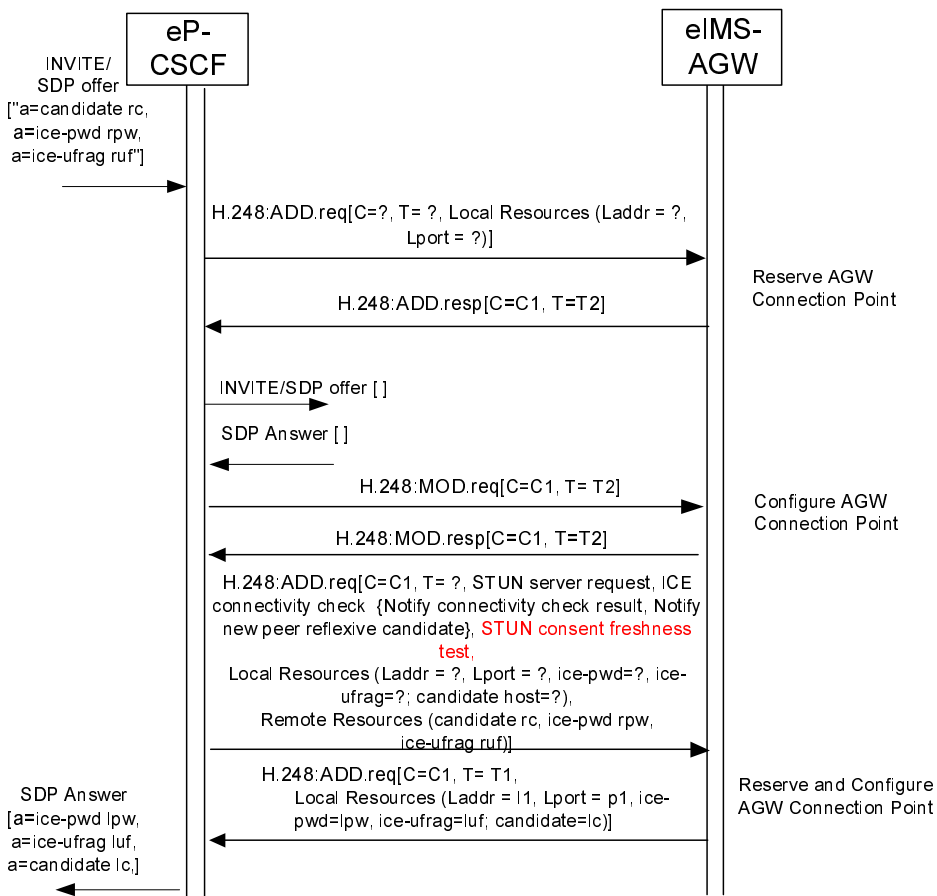 eP-
CSCF
eIMS-
AGW
INVITE/
SDP offer
["a=candidate rc,
a=ice-pwd rpw,
a=ice-ufrag ruf"]
H.248:ADD.req[C=?, T= ?, Local Resources (Laddr = ?,
Lport = ?)]
Reserve AGW
Connection Point
H.248:ADD.resp[C=C1, T=T2]
INVITE/SDP offer [ ]
SDP Answer [ ]
H.248:MOD.req[C=C1, T= T2]
Configure AGW
Connection Point
H.248:MOD.resp[C=C1, T=T2]
H.248:ADD.req[C=C1, T= ?, STUN server request, ICE
connectivity check {Notify connectivity check result, Notify
new peer reflexive candidate}, STUN consent freshness
test,
Local Resources (Laddr = ?, Lport = ?, ice-pwd=?, ice-
ufrag=?; candidate host=?),
Remote Resources (candidate rc, ice-pwd rpw,
ice-ufrag ruf)]
H.248:ADD.req[C=C1, T= T1,
Local Resources (Laddr = l1, Lport = p1, ice-
pwd=lpw, ice-ufrag=luf; candidate=lc)]
Reserve and Configure
AGW Connection Point
SDP Answer
[a=ice-pwd lpw,
a=ice-ufrag luf,
a=candidate lc,]